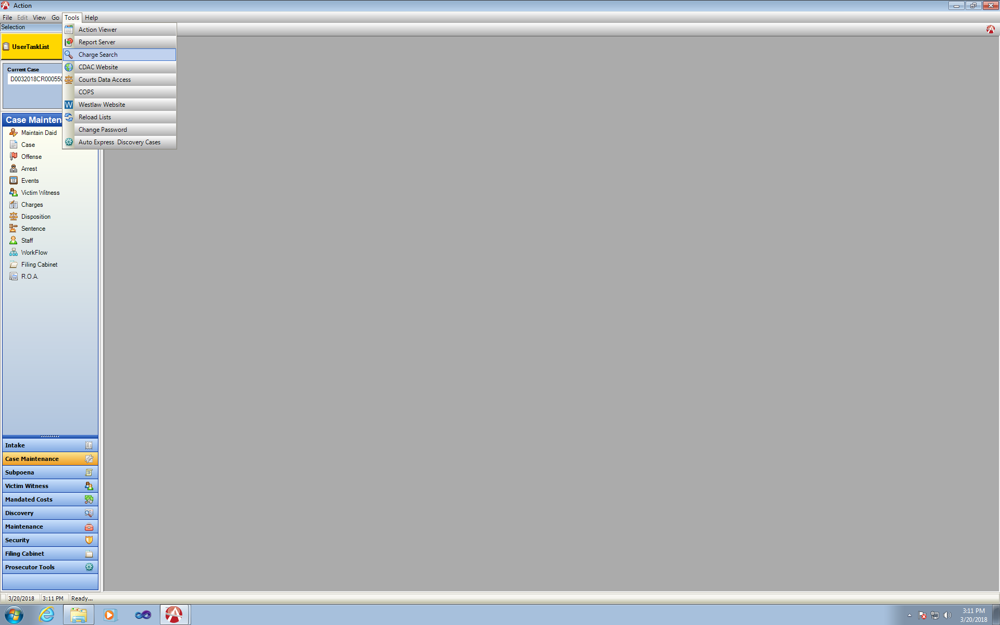 Action
File Edit View Go Tools Help
Selection
UserTaskList
Current Case
D0032018CR000550
Action Viewer
Report Server
Charge Search
CDAC Website
Courts Data Access
COPS
W Westlaw Website
Reload Lists
Change Password
Auto Express Discovery Cases
Case Mainten
Maintain Daid
Case
Offense
Arrest
12 Events
Victim Witness
Charges
Disposition
Sentence
Staff
WorkFlow
Filing Cabinet
R.O.A.
Intake
Case Maintenance
Subpoena
Victim Witness
Mandated Costs
Discovery
Maintenance
Security
Filing Cabinet
Prosecutor Tools
3/20/2018 3:11 PM Ready...
3:11 PM
3/20/2018